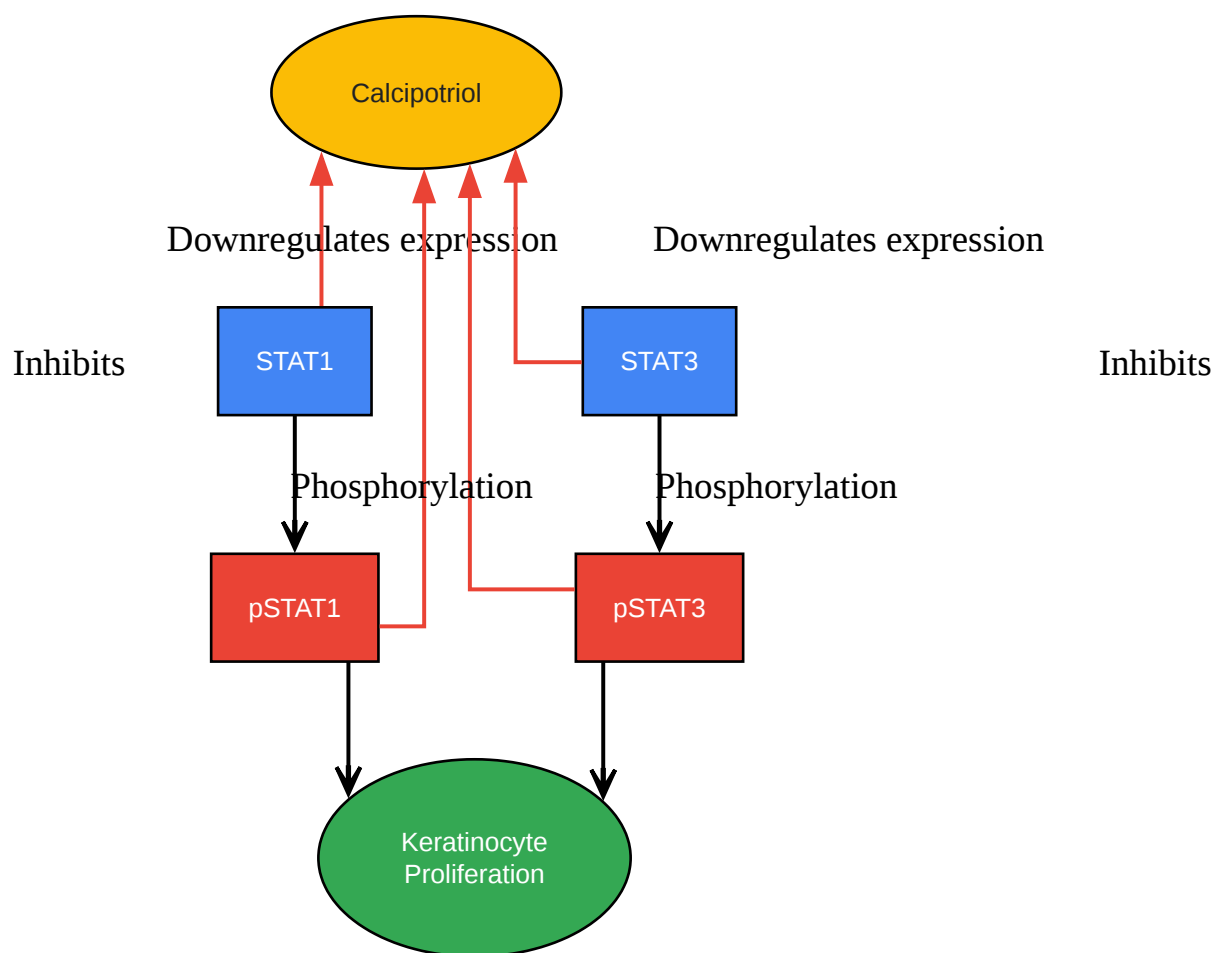 Calcipotriol
Downregulates expression
Downregulates expression
Inhibits
STAT1
STAT3
Inhibits
Phosphorylation
Phosphorylation
pSTAT1
pSTAT3
Keratinocyte
Proliferation